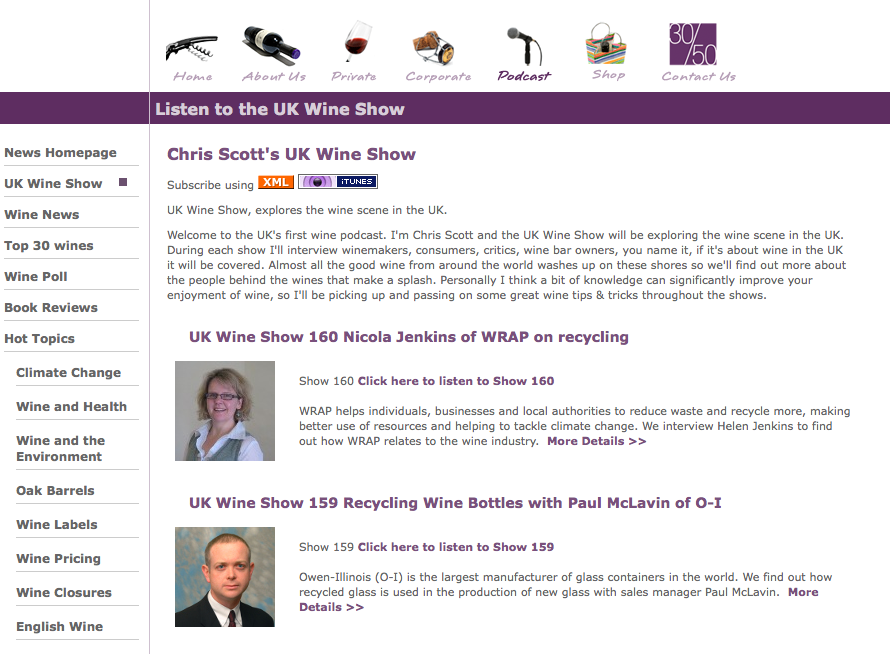 30/50
Home
About Us
Private
Corporate
Podcast
Shop
Contact Us
Listen to the UK Wine Show
News Homepage
UK Wine Show
Wine News
Top 30 wines
Wine Poll
Book Reviews
Hot Topics
Climate Change
Wine and Health
Wine and the
Environment
Oak Barrels
Wine Labels
Wine Pricing
Wine Closures
English Wine
Chris Scott's UK Wine Show
Subscribe using XML iTUNES
UK Wine Show, explores the wine scene in the UK.
Welcome to the UK's first wine podcast. I'm Chris Scott and the UK Wine Show will be exploring the wine scene in the UK.
During each show I'll interview winemakers, consumers, critics, wine bar owners, you name it, if it's about wine in the UK
it will be covered. Almost all the good wine from around the world washes up on these shores so we'll find out more about
the people behind the wines that make a splash. Personally I think a bit of knowledge can significantly improve your
enjoyment of wine, so I'll be picking up and passing on some great wine tips & tricks throughout the shows.
UK Wine Show 160 Nicola Jenkins of WRAP on recycling
Show 160 Click here to listen to Show 160
WRAP helps individuals, businesses and local authorities to reduce waste and recycle more, making
better use of resources and helping to tackle climate change. We interview Helen Jenkins to find
out how WRAP relates to the wine industry. More Details >>
UK Wine Show 159 Recycling Wine Bottles with Paul McLavin of O-I
Show 159 Click here to listen to Show 159
Owen-Illinois (O-I) is the largest manufacturer of glass containers in the world. We find out how
recycled glass is used in the production of new glass with sales manager Paul McLavin. More
Details >>